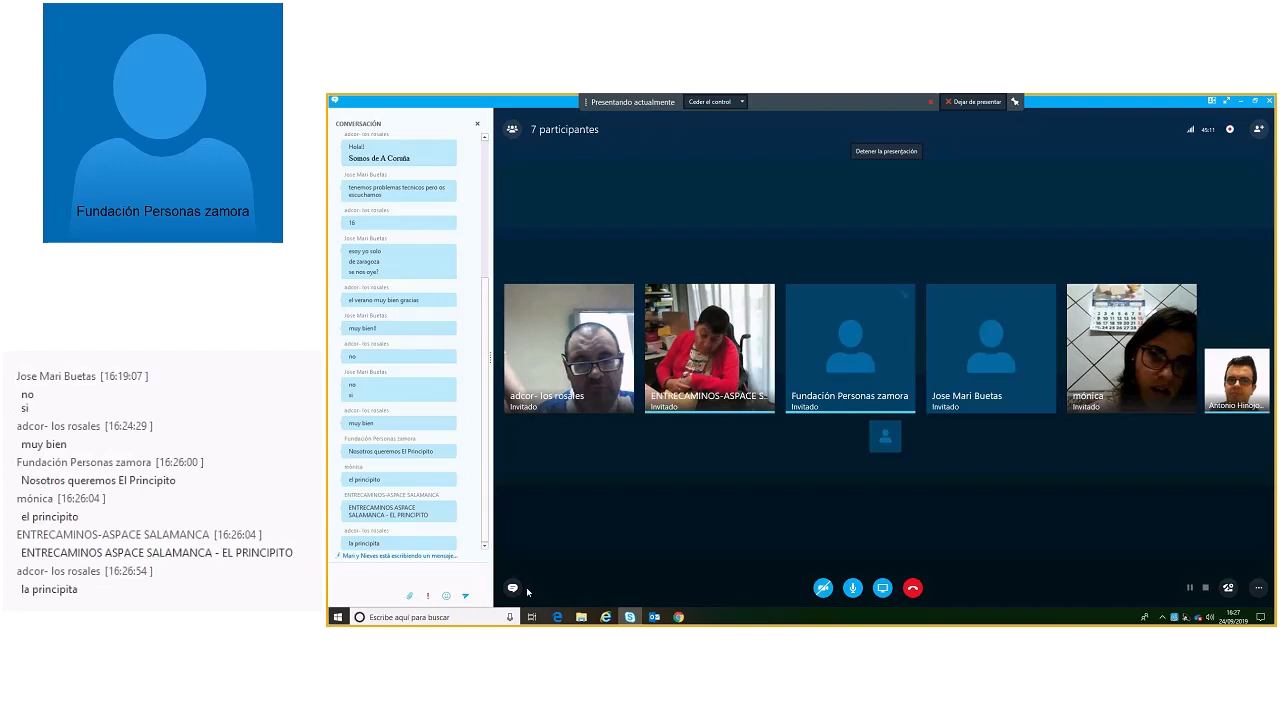 Fundación Personas zamora
Jose Mari Buetas [16:19:07 ]
no
si
adcor- los rosales [16:24:29 ]
muy bien
Fundación Personas zamora [16:26:00 ]
Nosotros queremos El Principito
mónica [16:26:04 ]
el principito
ENTRECAMINOS-ASPACE SALAMANCA [16:26:04 ]
ENTRECAMINOS ASPACE SALAMANCA - EL PRINCIPITO
adcor- los rosales [16:26:54 ]
la principita
Presentando actualmente
Ceder el control
Dejar de presentar
CONVERSACIÓN
adcor- los rosales
Hola!!
Somos de A Coruña
Jose Mari Buetas
tenemos problemas tecnicos pero os
escuchamos
adcor- los rosales
16
Jose Mari Buetas
esoy yo solo
de zaragoza
se nos oye?
adcor- los rosales
el verano muy bien gracias
Jose Mari Buetas
muy bien!!
adcor- los rosales
no
Jose Mari Buetas
no
si
adcor- los rosales
muy bien
Fundación Personas zamora
Nosotros queremos El Principito
mónica
el principito
ENTRECAMINOS-ASPACE SALAMANCA
ENTRECAMINOS ASPACE
SALAMANCA - EL PRINCIPITO
adcor- los rosales
la principita
Mari y Nieves está escribiendo un mensaje...
7 participantes
45:11
Detener la presentación
adcor- los rosales
Invitado
ENTRECAMINOS-ASPACE S...
Invitado
Fundación Personas zamora
Invitado
Jose Mari Buetas
Invitado
mónica
Invitado
Antonio Hinojo...
Escribe aquí para buscar
16:27
24/09/2019